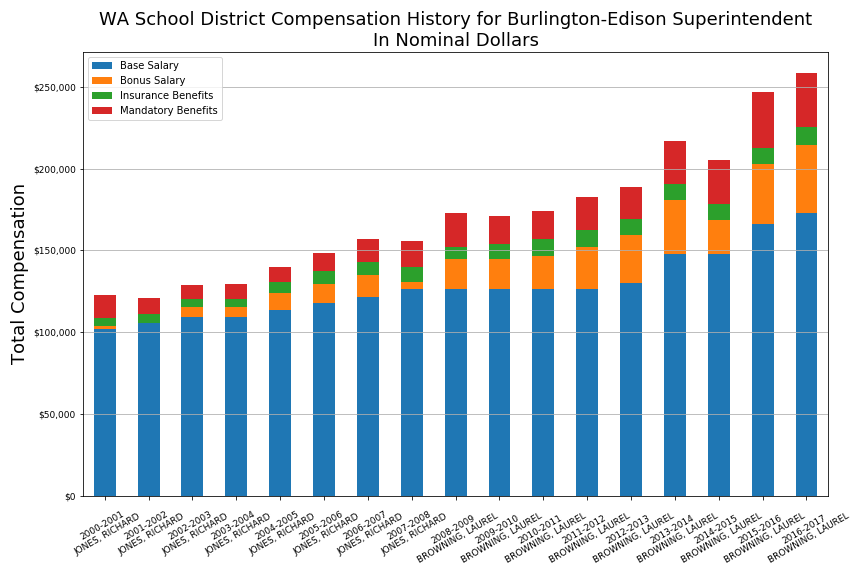 WA School District Compensation History for Burlington-Edison Superintendent
In Nominal Dollars
Base Salary
Bonus Salary
Insurance Benefits
Mandatory Benefits
Total Compensation
$250,000
$200,000
$150,000
$100,000
$50,000
$0
2000-2001
JONES, RICHARD
2001-2002
JONES, RICHARD
2002-2003
JONES, RICHARD
2003-2004
JONES, RICHARD
2004-2005
JONES, RICHARD
2005-2006
JONES, RICHARD
2006-2007
JONES, RICHARD
2007-2008
JONES, RICHARD
2008-2009
BROWNING, LAUREL
2009-2010
BROWNING, LAUREL
2010-2011
BROWNING, LAUREL
2011-2012
BROWNING, LAUREL
2012-2013
BROWNING, LAUREL
2013-2014
BROWNING, LAUREL
2014-2015
BROWNING, LAUREL
2015-2016
BROWNING, LAUREL
2016-2017
BROWNING, LAUREL